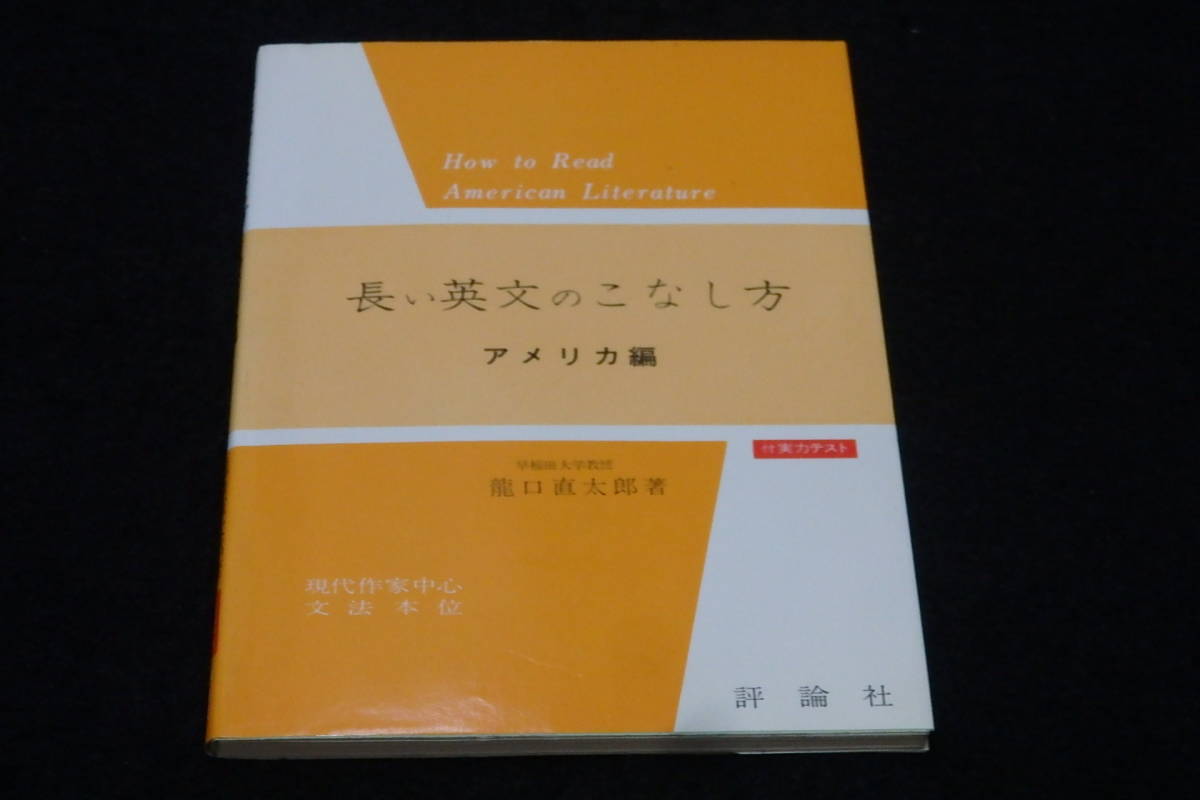 How to Read
American Literature
長い英文のこなし方
アメリカ編
付実力テスト
早稲田大学教授
龍口直太郎著
現代作家中心
文法本位
評論社